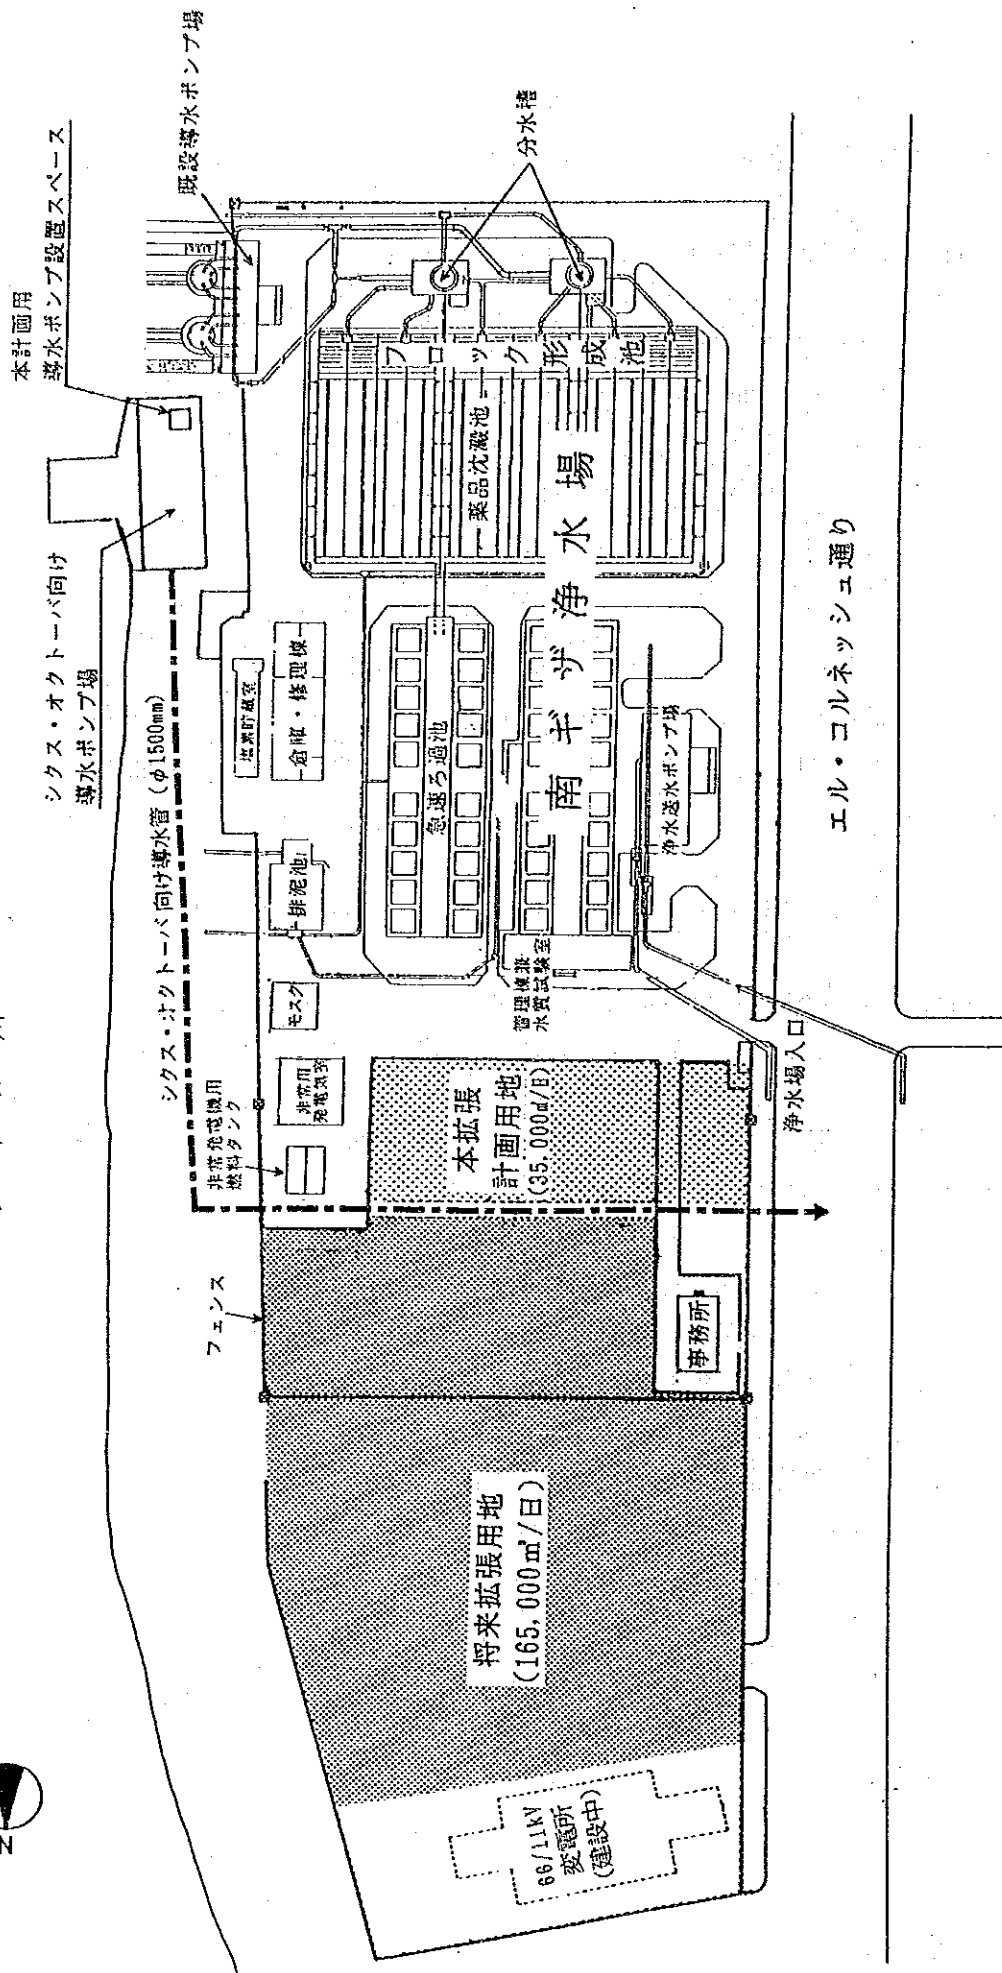 N
本計画用
導水ポンプ設置スペース
既設導水ポンプ場
シクス・オクトーバ向け
導水ポンプ場
分水槽
シクス・オクトーバ向け導水管 (φ1500mm)
フロック形成池
薬品沈澱池
南ギザ浄水場
塩素貯蔵室
倉庫・修理棟
急速ろ過池
浄水送水ポンプ場
排泥池
管理棟兼
水質試験室
モスク
非常用
発電気室
非常発電機用
燃料タンク
本拡張
計画用地
(35,000㎥/日)
浄水場入口
エル・コルネッシュ通り
フェンス
事務所
将来拡張用地
(165,000㎥/日)
66/11kV
変電所
(建設中)